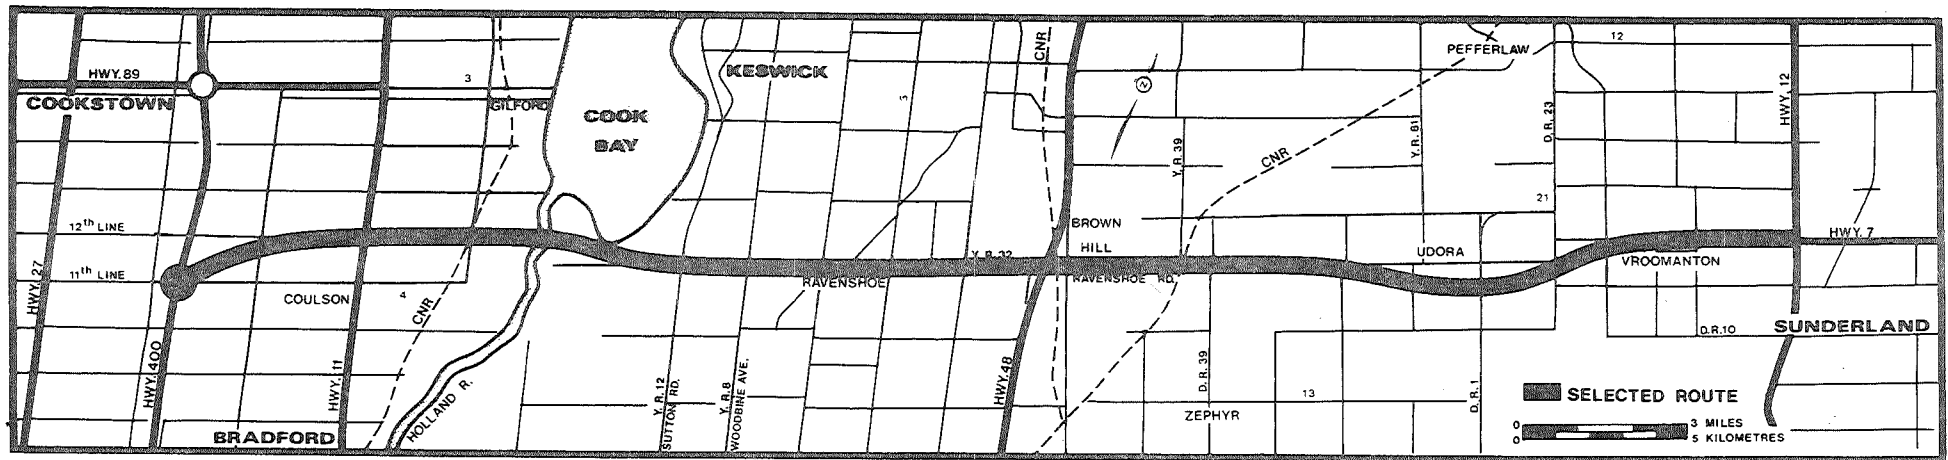 HWY. 89
COOKSTOWN
3
GILFORD
COOK
BAY
KESWICK
3
CNR
N
PEFFERLAW
12
HWY. 12
D.R. 23
Y.R. 81
Y.R. 39
CNR
21
12th LINE
11th LINE
HWY. 27
COULSON
4
CNR
Y.R. 32
BROWN
HILL
RAVENSHOE
RAVENSHOE RD.
UDORA
VROOMANTON
HWY. 7
D.R.10
SUNDERLAND
HWY. 400
HWY. 11
BRADFORD
HOLLAND R.
Y.R. 12
SUTTON RD.
Y.R. 8
WOODBINE AVE.
HWY. 48
D.R. 39
ZEPHYR
13
D.R. 1
SELECTED ROUTE
0 3 MILES
0 5 KILOMETRES